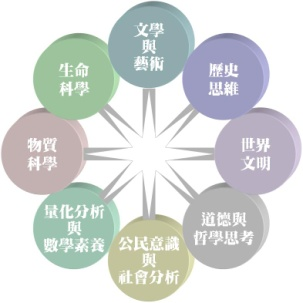 文學
與
藝術
歷史
思維
世界
文明
道德與
哲學思考
公民意識
與
社會分析
量化分析
與
數學素養
物質
科學
生命
科學